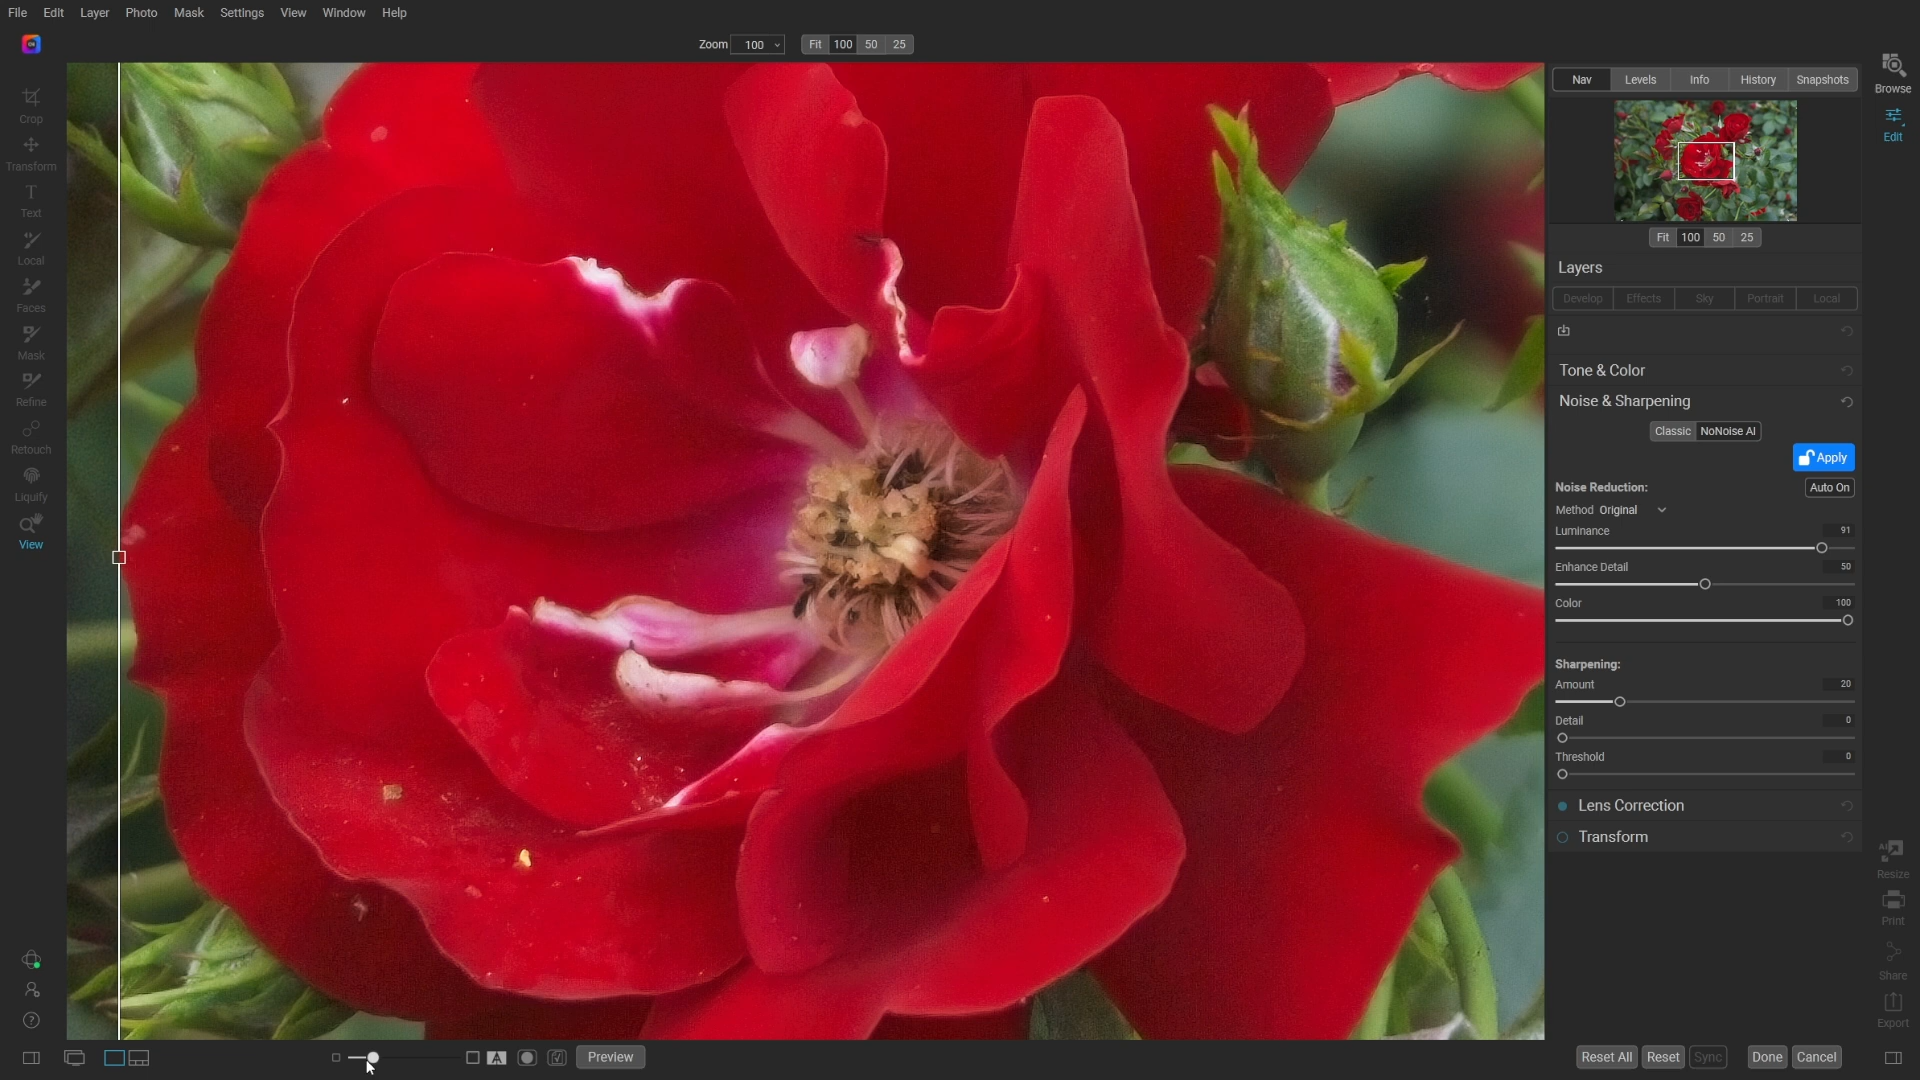 File Edit Layer Photo Mask Settings View Window Help
Zoom 100 Fit 100 50 25
Crop
Transform
Text
Local
Faces
Mask
Refine
Retouch
Liquify
View
Nav Levels Info History Snapshots
Fit 100 50 25
Layers
Develop Effects Sky Portrait Local
Tone & Color
Noise & Sharpening
Classic NoNoise AI
Apply
Noise Reduction: Auto On
Method Original
Luminance 91
Enhance Detail 50
Color 100
Sharpening:
Amount 20
Detail 0
Threshold 0
Lens Correction
Transform
Browse
Edit
Resize
Print
Share
Export
A Preview
Reset All Reset Sync Done Cancel